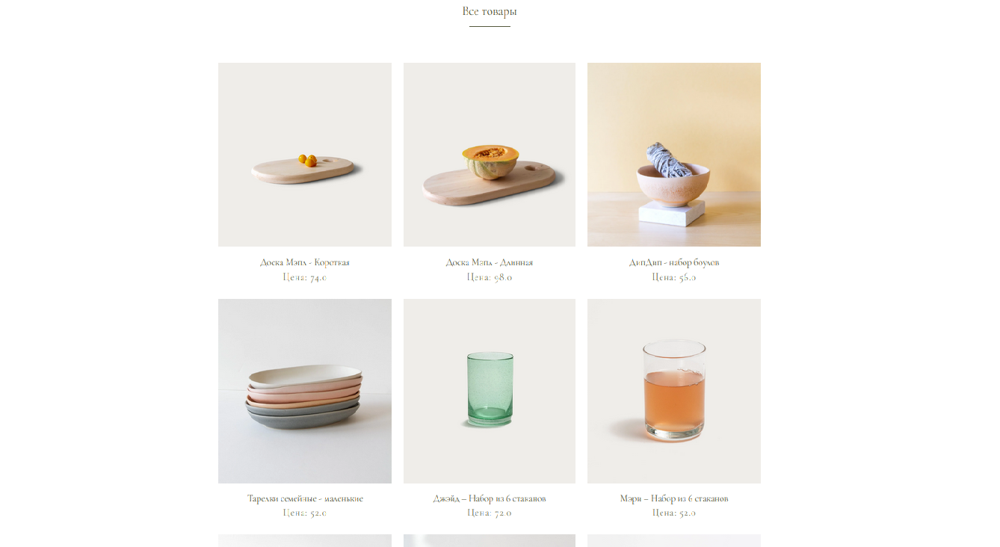 Все товары
Доска Мэпл - Короткая
Цена: 74.0
Доска Мэпл - Длинная
Цена: 98.0
ДипДип - набор боулов
Цена: 56.0
Тарелки семейные - маленькие
Цена: 52.0
Джэйд – Набор из 6 стаканов
Цена: 72.0
Мэри – Набор из 6 стаканов
Цена: 52.0